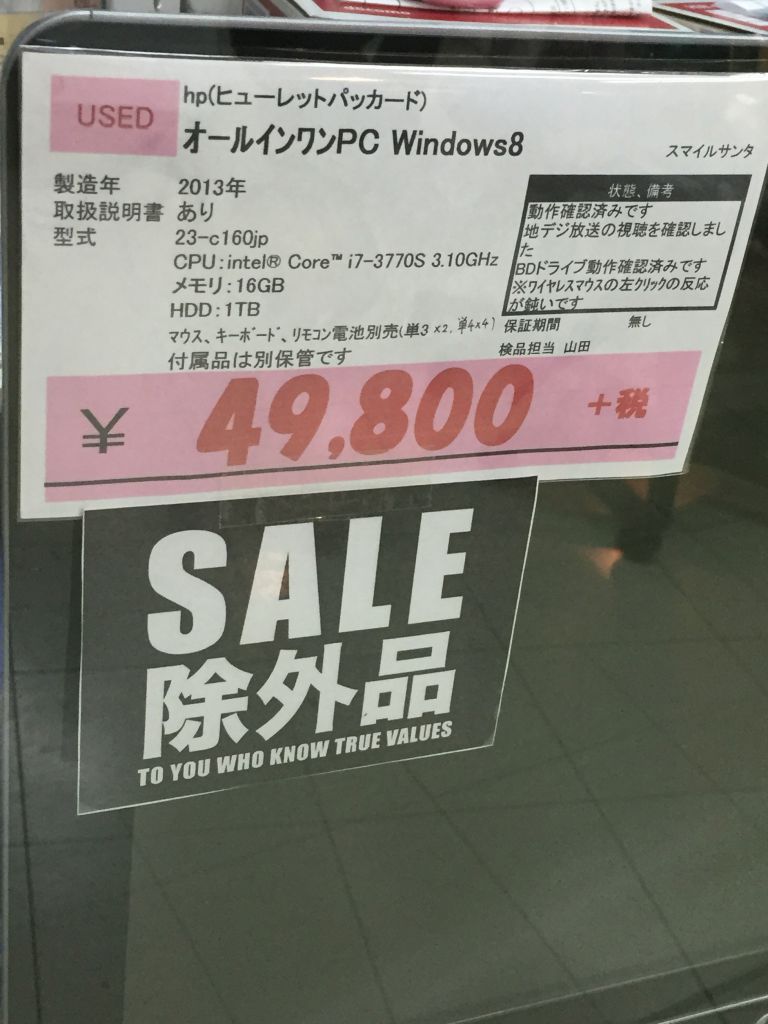 USED
hp(ヒューレットパッカード)
オールインワンPC Windows8
スマイルサンタ
製造年 2013年
取扱説明書 あり
型式 23-c160jp
CPU:intel® Core™ i7-3770S 3.10GHz
メモリ:16GB
HDD:1TB
マウス、キーボード、リモコン電池別売(単3×2,単4×4)
付属品は別保管です
状態、備考
動作確認済みです
地デジ放送の視聴を確認しまし
た
BDドライブ動作確認済みです
※ワイヤレスマウスの左クリックの反応
が鈍いです
保証期間 無し
検品担当 山田
¥ 49,800 +税
SALE
除外品
TO YOU WHO KNOW TRUE VALUES